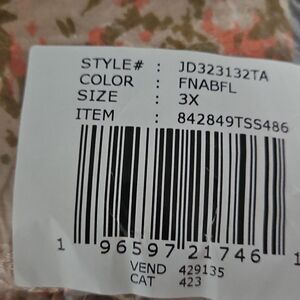 STYLE# : JD323132TA
COLOR : FNABFL
SIZE : 3X
ITEM : 842849TSS486
1 96597 21746 1
VEND 429135
CAT 423